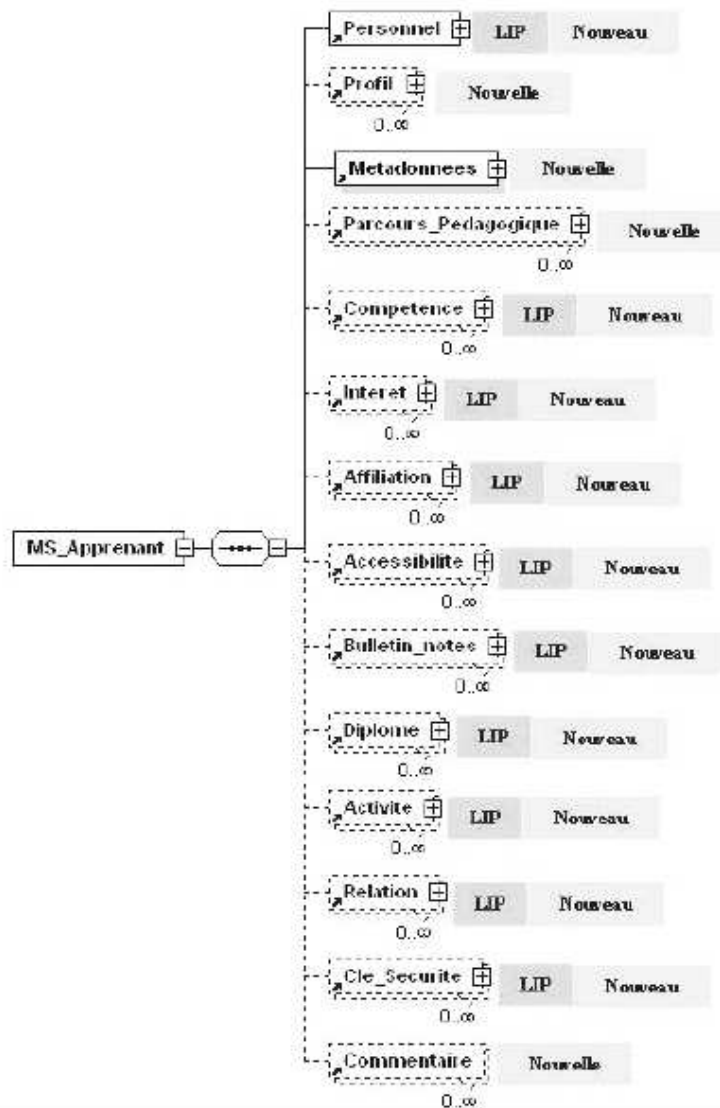 Personnel LIP Nouveau
Profil Nouvelle
0..∞
Metadonnees Nouvelle
Parcours_Pedagogique Nouvelle
0..∞
Competence LIP Nouveau
0..∞
Interet LIP Nouveau
0..∞
Affiliation LIP Nouveau
0..∞
MS_Apprenant
Accessibilite LIP Nouveau
0..∞
Bulletin_notes LIP Nouveau
0..∞
Diplome LIP Nouveau
0..∞
Activite LIP Nouveau
0..∞
Relation LIP Nouveau
0..∞
Cle_Securite LIP Nouveau
0..∞
Commentaire Nouvelle
0..∞